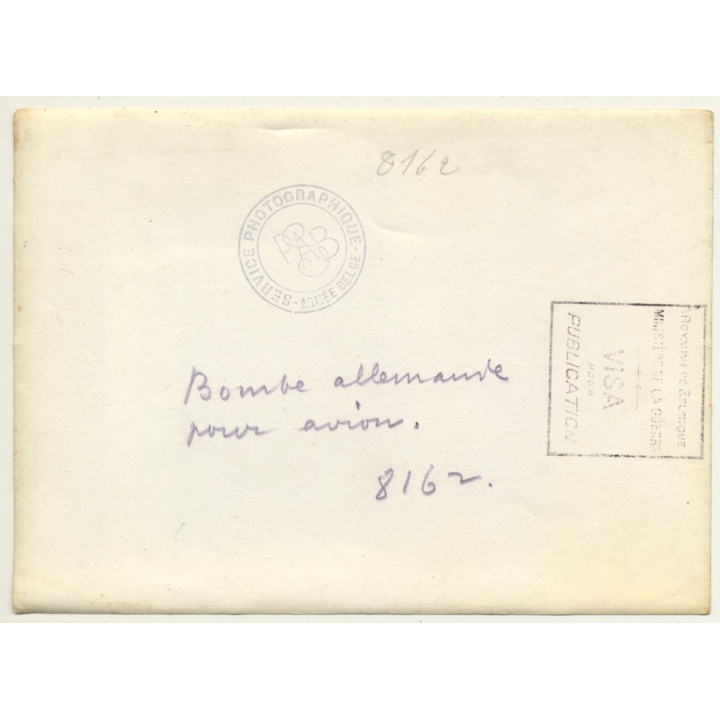 8162
SERVICE PHOTOGRAPHIQUE
- ARMÉE BELGE -
Bombe allemande
pour avion.
8162.
ROYAUME DE BELGIQUE
MINISTÈRE DE LA GUERRE
VISA
POUR
PUBLICATION